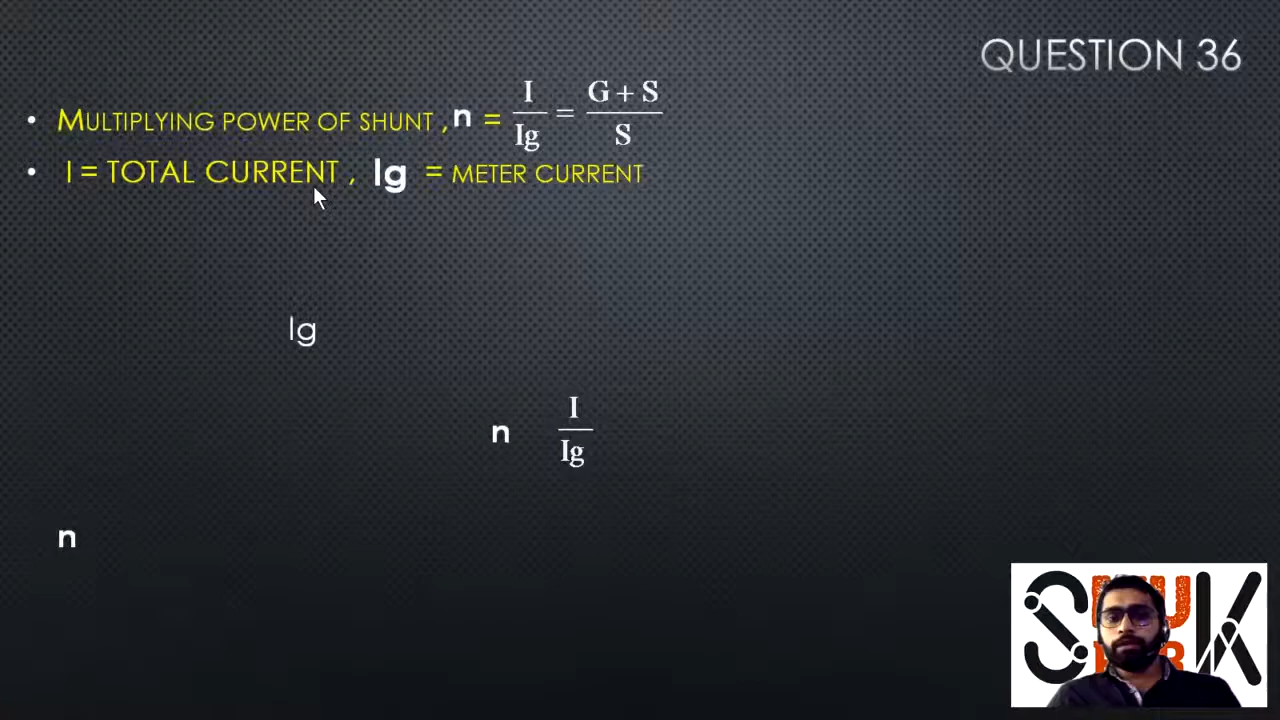 QUESTION 36
• MULTIPLYING POWER OF SHUNT , n = I/Ig = G + S/S
• I = TOTAL CURRENT , Ig = METER CURRENT
Ig
n I/Ig
n